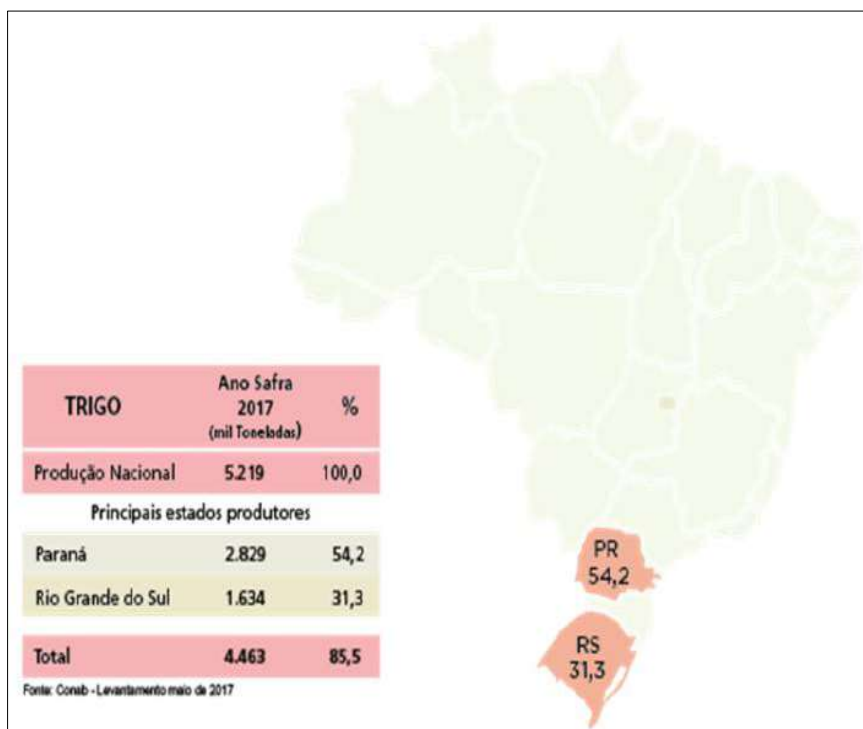 TRIGO Ano Safra 2017 (mil Toneladas) %
Produção Nacional 5.219 100,0
Principais estados produtores
Paraná 2.829 54,2
Rio Grande do Sul 1.634 31,3
Total 4.463 85,5
Fonte: Conab - Levantamento maio de 2017
PR
54,2
RS
31,3